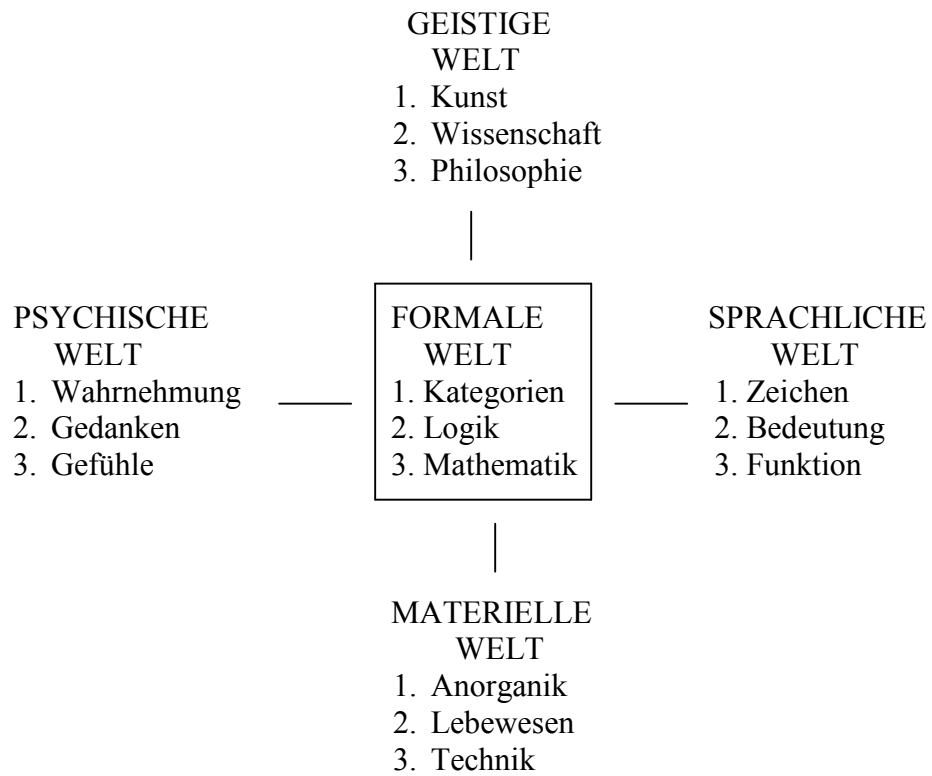 GEISTIGE
WELT
1. Kunst
2. Wissenschaft
3. Philosophie
PSYCHISCHE
WELT
1. Wahrnehmung
2. Gedanken
3. Gefühle
FORMALE
WELT
1. Kategorien
2. Logik
3. Mathematik
SPRACHLICHE
WELT
1. Zeichen
2. Bedeutung
3. Funktion
MATERIELLE
WELT
1. Anorganik
2. Lebewesen
3. Technik